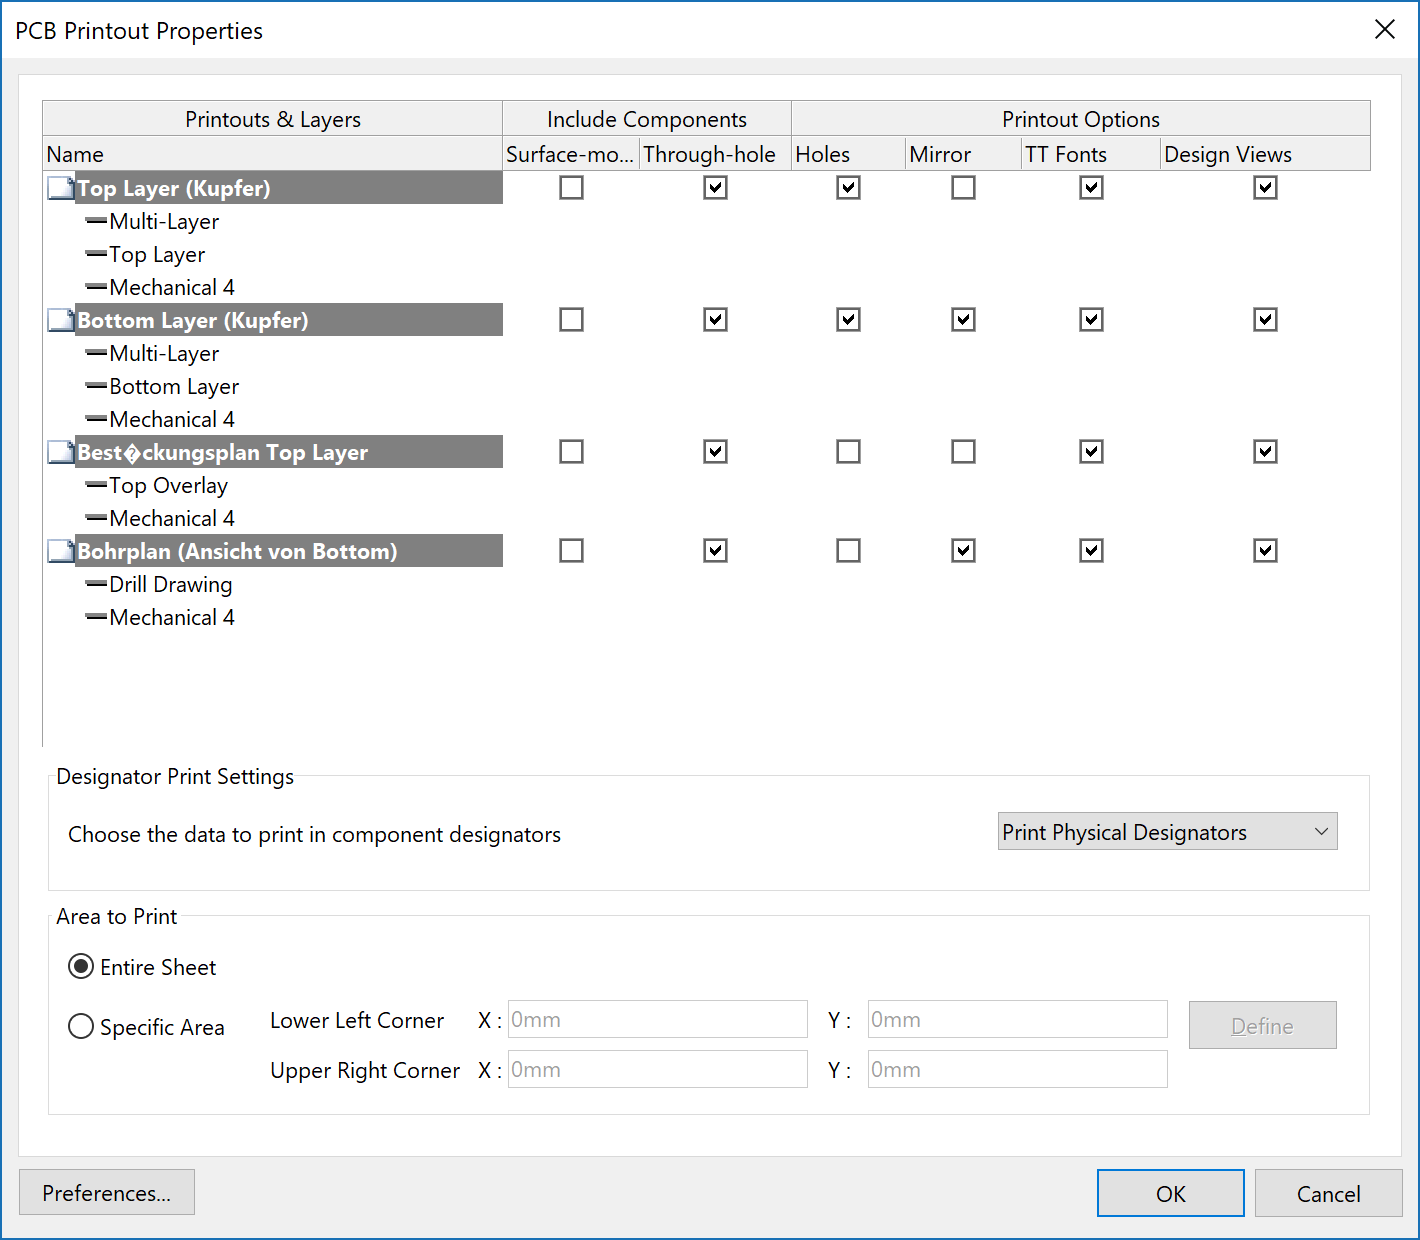 PCB Printout Properties
Printouts & Layers Include Components Printout Options
Name Surface-mo... Through-hole Holes Mirror TT Fonts Design Views
Top Layer (Kupfer)
Multi-Layer
Top Layer
Mechanical 4
Bottom Layer (Kupfer)
Multi-Layer
Bottom Layer
Mechanical 4
Best�ckungsplan Top Layer
Top Overlay
Mechanical 4
Bohrplan (Ansicht von Bottom)
Drill Drawing
Mechanical 4
Designator Print Settings
Choose the data to print in component designators Print Physical Designators
Area to Print
Entire Sheet
Specific Area Lower Left Corner X : 0mm Y : 0mm Define
Upper Right Corner X : 0mm Y : 0mm
Preferences... OK Cancel